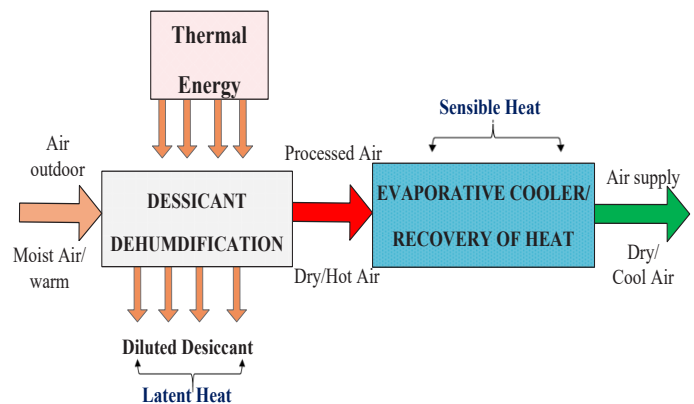 Thermal
Energy
Sensible Heat
Air
outdoor
Processed Air
Air supply
DESSICANT
DEHUMDIFICATION
EVAPORATIVE COOLER/
RECOVERY OF HEAT
Moist Air/
warm
Dry/Hot Air
Dry/
Cool Air
Diluted Desiccant
Latent Heat